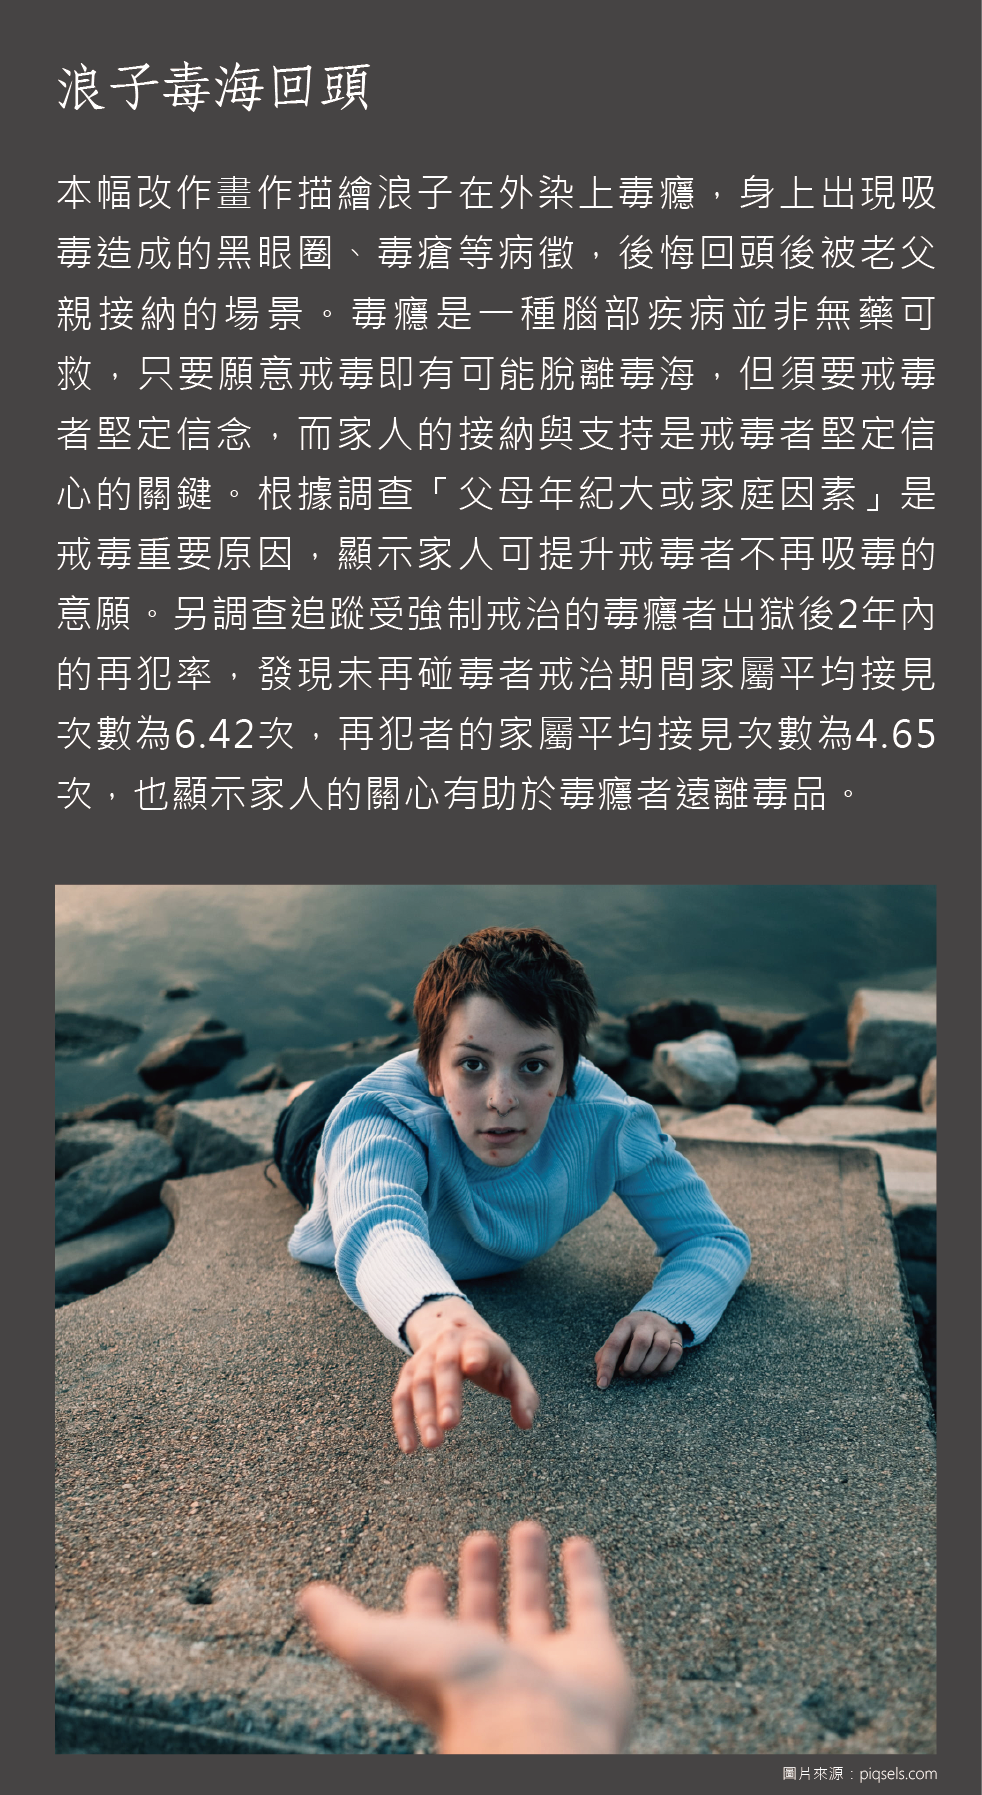 浪子毒海回頭
本幅改作畫作描繪浪子在外染上毒癮，身上出現吸
毒造成的黑眼圈、毒瘡等病徵，後悔回頭後被老父
親接納的場景。毒癮是一種腦部疾病並非無藥可
救，只要願意戒毒即有可能脫離毒海，但須要戒毒
者堅定信念，而家人的接納與支持是戒毒者堅定信
心的關鍵。根據調查「父母年紀大或家庭因素」是
戒毒重要原因，顯示家人可提升戒毒者不再吸毒的
意願。另調查追蹤受強制戒治的毒癮者出獄後2年內
的再犯率，發現未再碰毒者戒治期間家屬平均接見
次數為6.42次，再犯者的家屬平均接見次數為4.65
次，也顯示家人的關心有助於毒癮者遠離毒品。
圖片來源：piqsels.com